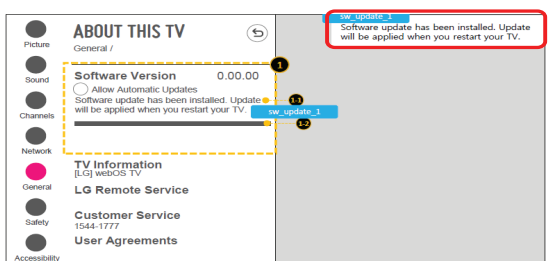 Picture
Sound
Channels
Network
General
Safety
Accessibility
ABOUT THIS TV
General /
Software Version 0.00.00
Allow Automatic Updates
Software update has been installed. Update
will be applied when you restart your TV.
TV Information
[LG] webOS TV
LG Remote Service
Customer Service
1544-1777
User Agreements
1
1-1
sw_update_1
1-2
sw_update_1
Software update has been installed. Update
will be applied when you restart your TV.